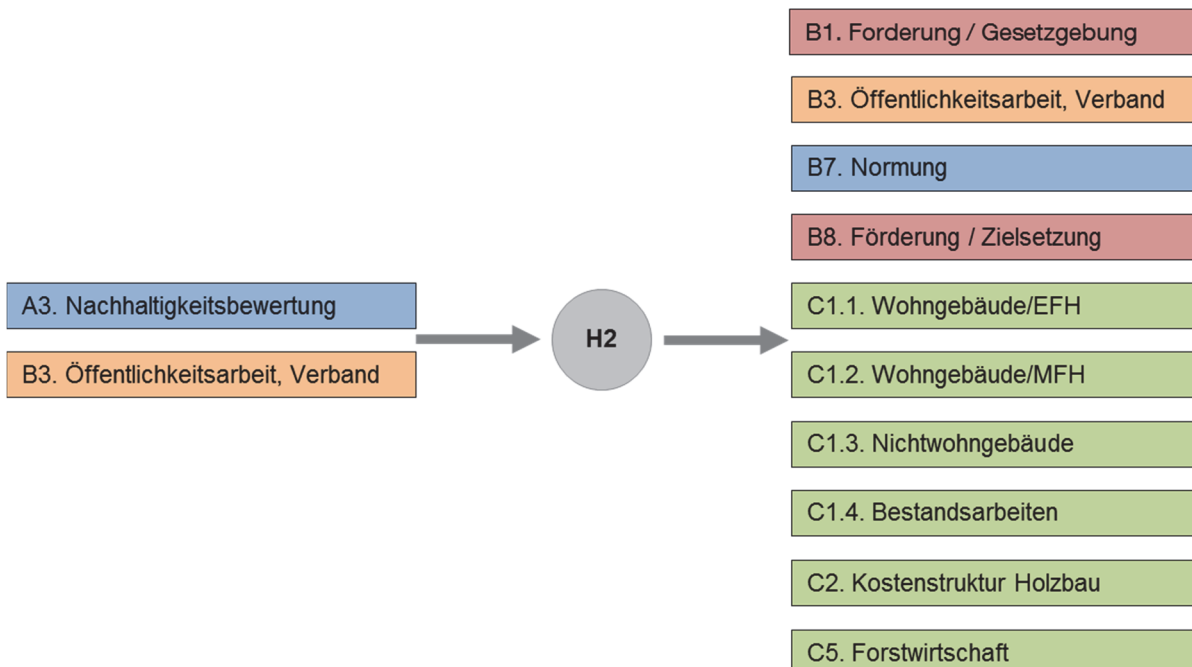 B1. Forderung / Gesetzgebung
B3. Öffentlichkeitsarbeit, Verband
B7. Normung
B8. Förderung / Zielsetzung
A3. Nachhaltigkeitsbewertung
B3. Öffentlichkeitsarbeit, Verband
H2
C1.1. Wohngebäude/EFH
C1.2. Wohngebäude/MFH
C1.3. Nichtwohngebäude
C1.4. Bestandsarbeiten
C2. Kostenstruktur Holzbau
C5. Forstwirtschaft